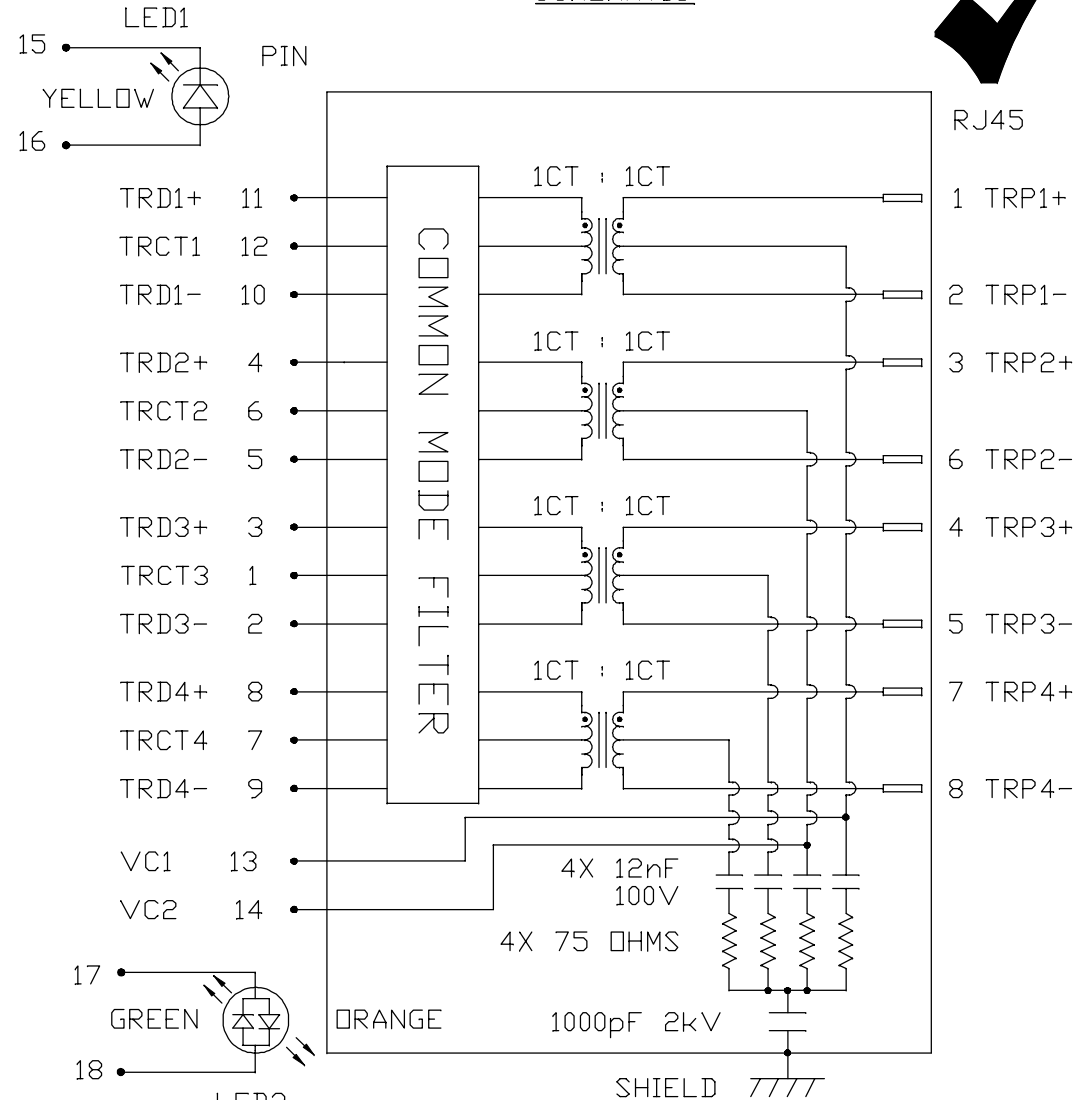 LED1
15
PIN
YELLOW
16
RJ45
1CT : 1CT
TRD1+ 11 1 TRP1+
TRCT1 12
TRD1- 10 2 TRP1-
1CT : 1CT
TRD2+ 4 3 TRP2+
TRCT2 6
TRD2- 5 6 TRP2-
1CT : 1CT
TRD3+ 3 4 TRP3+
TRCT3 1
TRD3- 2 5 TRP3-
1CT : 1CT
TRD4+ 8 7 TRP4+
TRCT4 7
TRD4- 9 8 TRP4-
COMMON MODE FILTER
VC1 13
4X 12nF
100V
VC2 14
4X 75 OHMS
17
GREEN ORANGE
1000pF 2kV
18
SHIELD